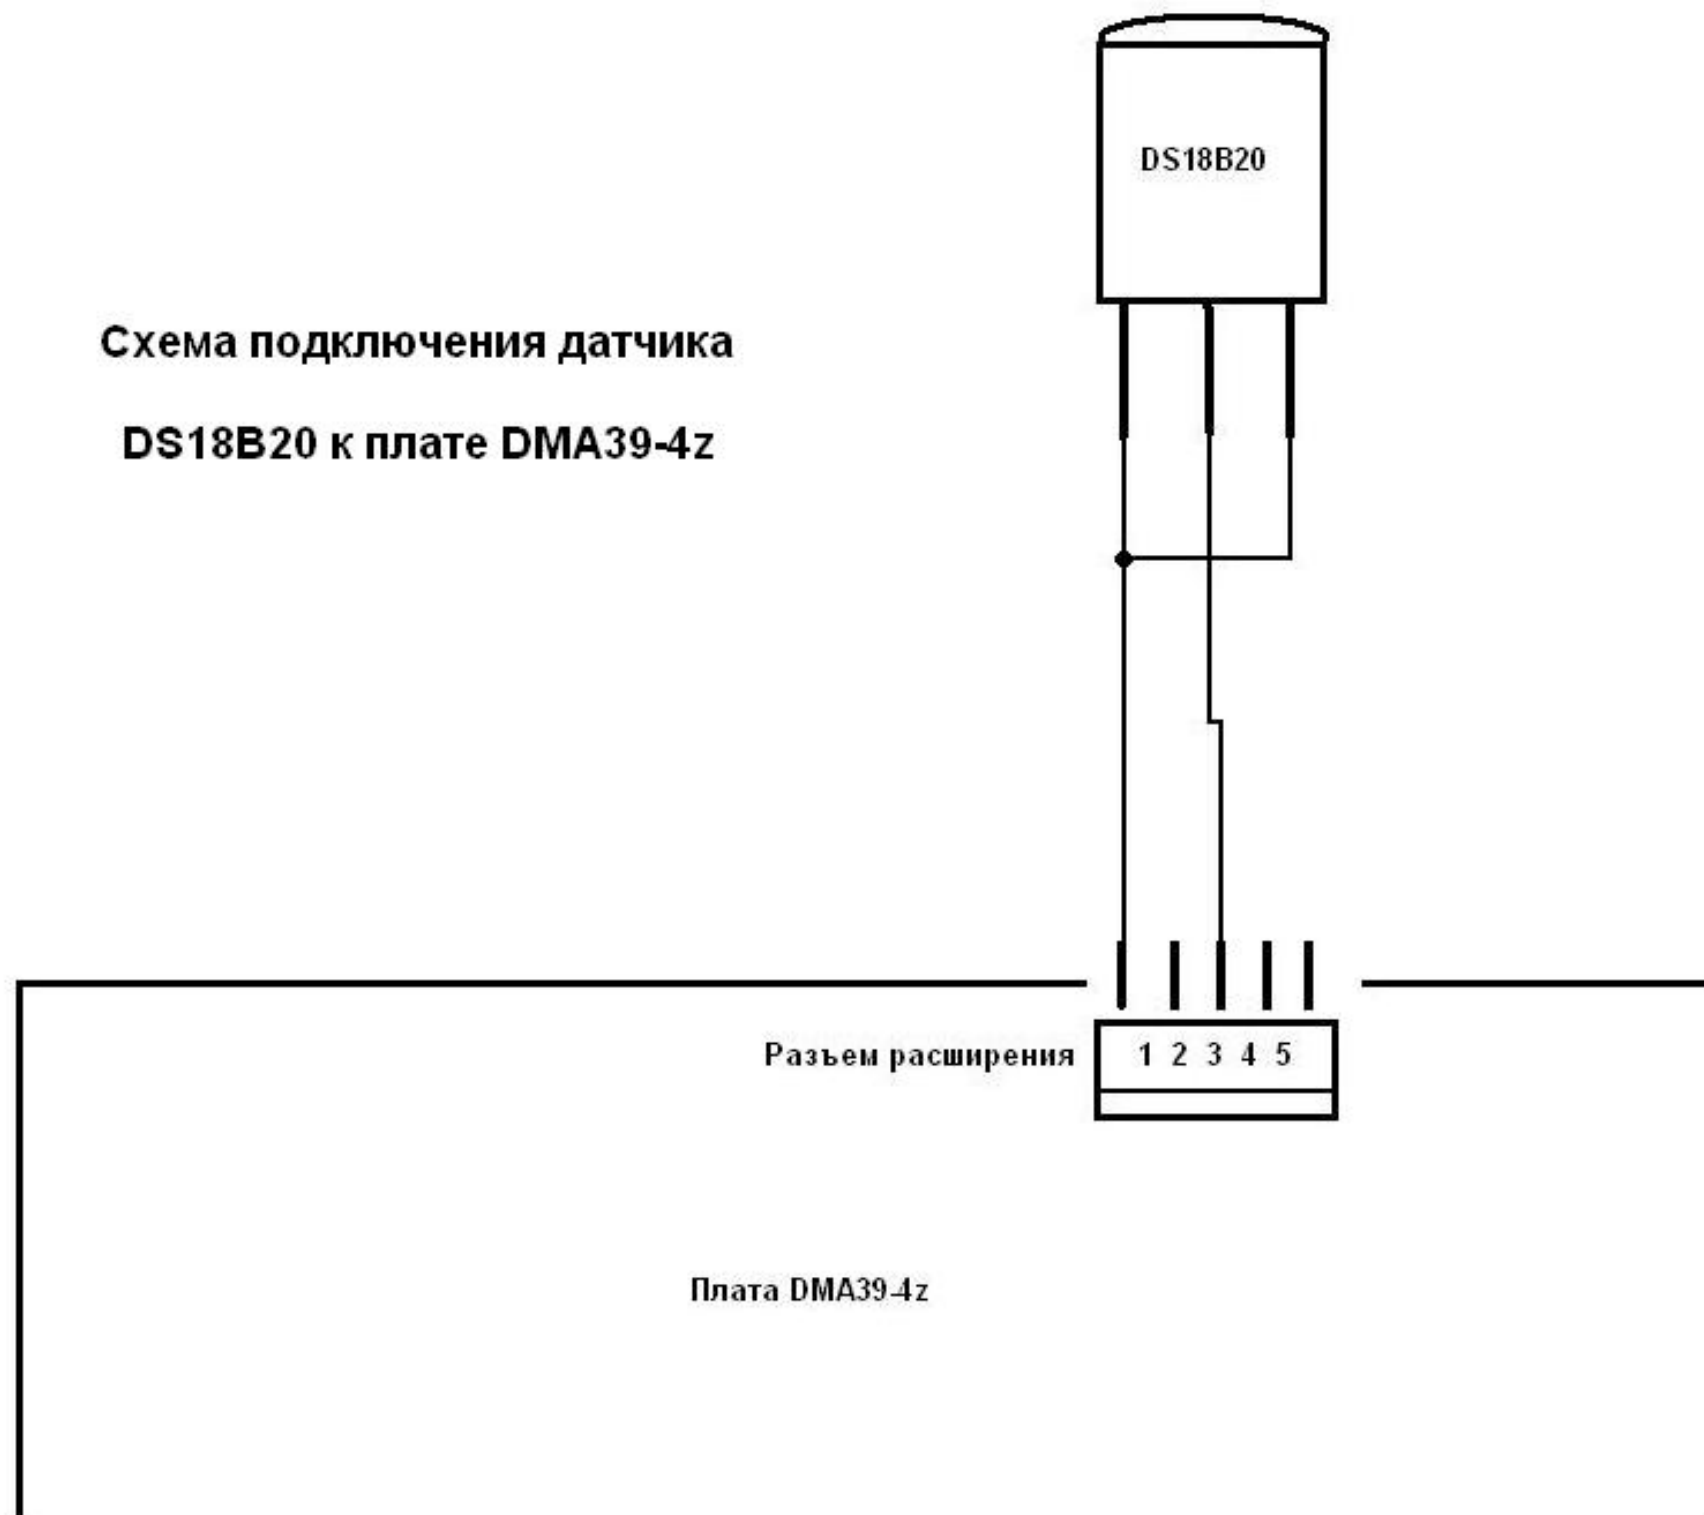 DS18B20
Схема подключения датчика
DS18B20 к плате DMA39-4z
Разъем расширения
1 2 3 4 5
Плата DMA39-4z